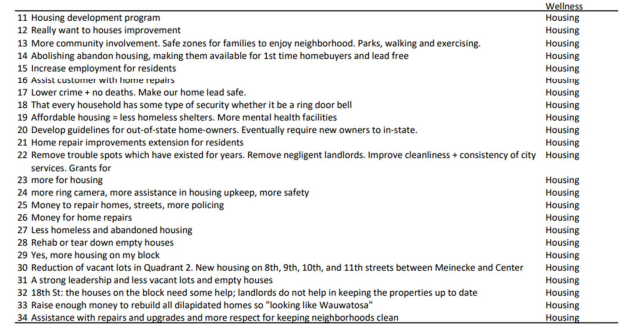 Wellness
11 Housing development program Housing
12 Really want to houses improvement Housing
13 More community involvement. Safe zones for families to enjoy neighborhood. Parks, walking and exercising. Housing
14 Abolishing abandon housing, making them available for 1st time homebuyers and lead free Housing
15 Increase employment for residents Housing
16 Assist customer with home repairs Housing
17 Lower crime + no deaths. Make our home lead safe. Housing
18 That every household has some type of security whether it be a ring door bell Housing
19 Affordable housing = less homeless shelters. More mental health facilities Housing
20 Develop guidelines for out-of-state home-owners. Eventually require new owners to in-state. Housing
21 Home repair improvements extension for residents Housing
22 Remove trouble spots which have existed for years. Remove negligent landlords. Improve cleanliness + consistency of city Housing
services. Grants for
23 more for housing Housing
24 more ring camera, more assistance in housing upkeep, more safety Housing
25 Money to repair homes, streets, more policing Housing
26 Money for home repairs Housing
27 Less homeless and abandoned housing Housing
28 Rehab or tear down empty houses Housing
29 Yes, more housing on my block Housing
30 Reduction of vacant lots in Quadrant 2. New housing on 8th, 9th, 10th, and 11th streets between Meinecke and Center Housing
31 A strong leadership and less vacant lots and empty houses Housing
32 18th St: the houses on the block need some help; landlords do not help in keeping the properties up to date Housing
33 Raise enough money to rebuild all dilapidated homes so "looking like Wauwatosa" Housing
34 Assistance with repairs and upgrades and more respect for keeping neighborhoods clean Housing